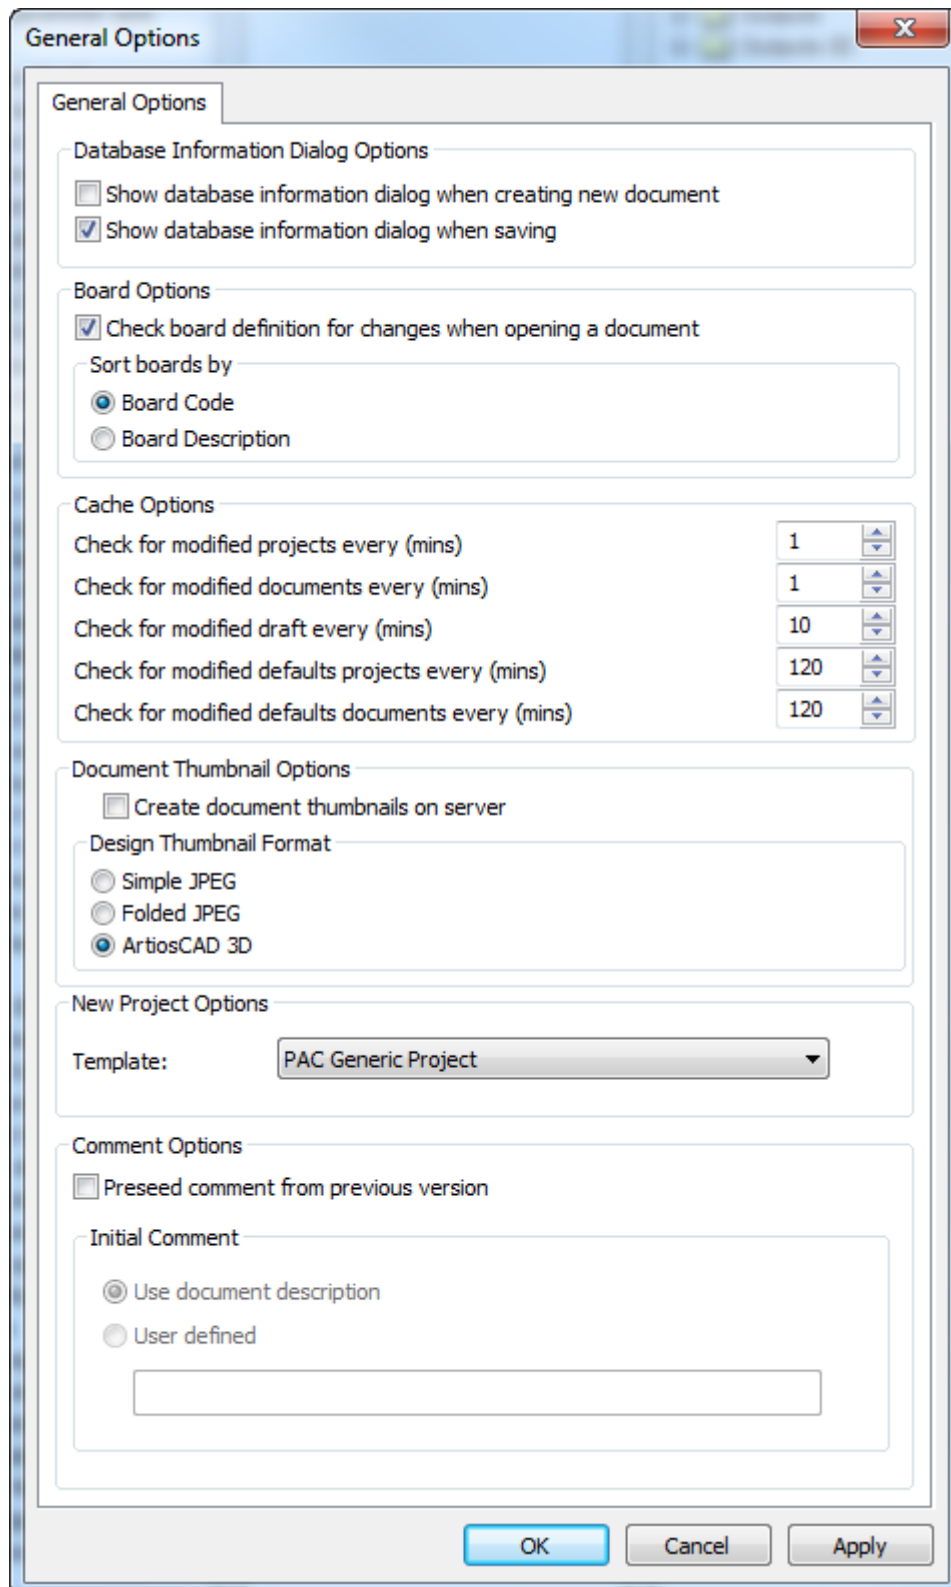 General Options
General Options
Database Information Dialog Options
Show database information dialog when creating new document
Show database information dialog when saving
Board Options
Check board definition for changes when opening a document
Sort boards by
Board Code
Board Description
Cache Options
Check for modified projects every (mins) 1
Check for modified documents every (mins) 1
Check for modified draft every (mins) 10
Check for modified defaults projects every (mins) 120
Check for modified defaults documents every (mins) 120
Document Thumbnail Options
Create document thumbnails on server
Design Thumbnail Format
Simple JPEG
Folded JPEG
ArtiosCAD 3D
New Project Options
Template: PAC Generic Project
Comment Options
Preseed comment from previous version
Initial Comment
Use document description
User defined
OK Cancel Apply